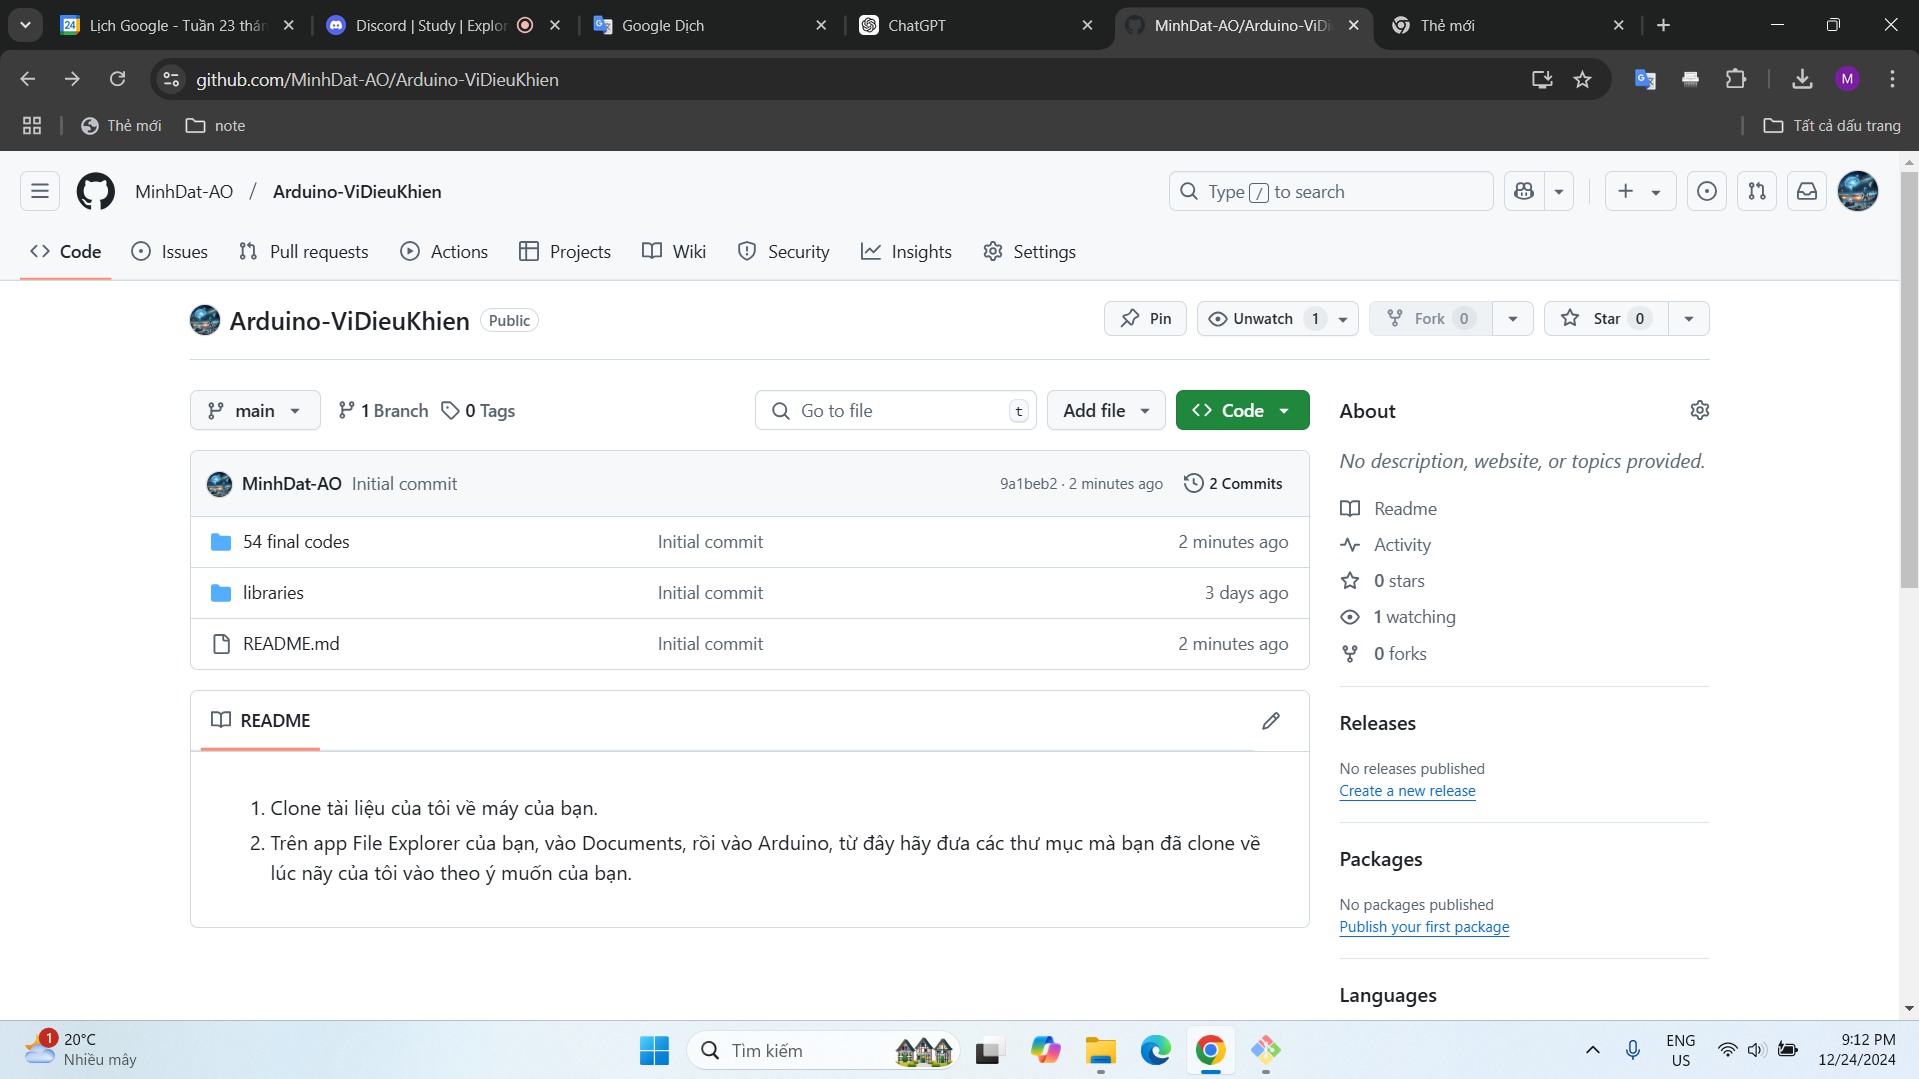 24 Lịch Google - Tuần 23 thán
Discord | Study | Explor
Google Dịch
ChatGPT
MinhDat-AO/Arduino-ViDi
Thẻ mới
github.com/MinhDat-AO/Arduino-ViDieuKhien
M
Thẻ mới
note
Tất cả dấu trang
MinhDat-AO / Arduino-ViDieuKhien
Type / to search
Code
Issues
Pull requests
Actions
Projects
Wiki
Security
Insights
Settings
Arduino-ViDieuKhien Public
Pin
Unwatch 1
Fork 0
Star 0
main
1 Branch
0 Tags
Go to file t
Add file
Code
MinhDat-AO Initial commit 9a1beb2 · 2 minutes ago 2 Commits
54 final codes Initial commit 2 minutes ago
libraries Initial commit 3 days ago
README.md Initial commit 2 minutes ago
README
1. Clone tài liệu của tôi về máy của bạn.
2. Trên app File Explorer của bạn, vào Documents, rồi vào Arduino, từ đây hãy đưa các thư mục mà bạn đã clone về
lúc nãy của tôi vào theo ý muốn của bạn.
About
No description, website, or topics provided.
Readme
Activity
0 stars
1 watching
0 forks
Releases
No releases published
Create a new release
Packages
No packages published
Publish your first package
Languages
1
20°C
Nhiều mây
Tìm kiếm
ENG
US
9:12 PM
12/24/2024